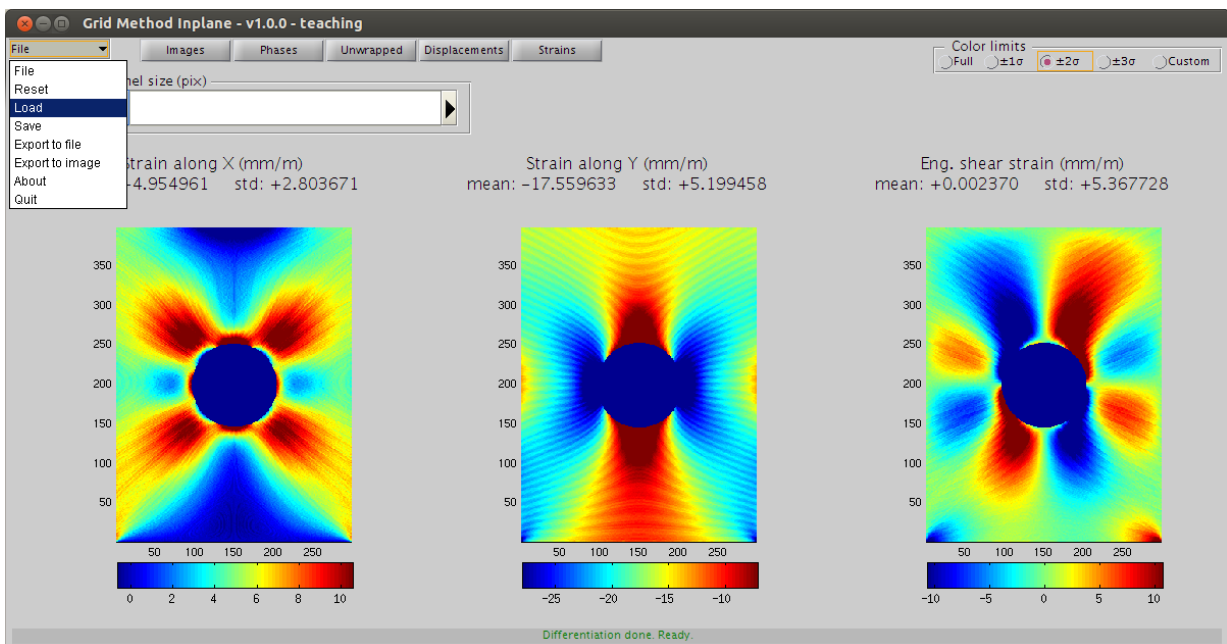 Grid Method Inplane - v1.0.0 - teaching
File
Images Phases Unwrapped Displacements Strains
Color limits
Full ±1σ ±2σ ±3σ Custom
File
Reset
Load
Save
Export to file
Export to image
About
Quit
nel size (pix)
Strain along X (mm/m)
4.954961 std: +2.803671
Strain along Y (mm/m)
mean: -17.559633 std: +5.199458
Eng. shear strain (mm/m)
mean: +0.002370 std: +5.367728
350
300
250
200
150
100
50
50 100 150 200 250
0 2 4 6 8 10
350
300
250
200
150
100
50
50 100 150 200 250
-25 -20 -15 -10
350
300
250
200
150
100
50
50 100 150 200 250
-10 -5 0 5 10
Differentiation done. Ready.